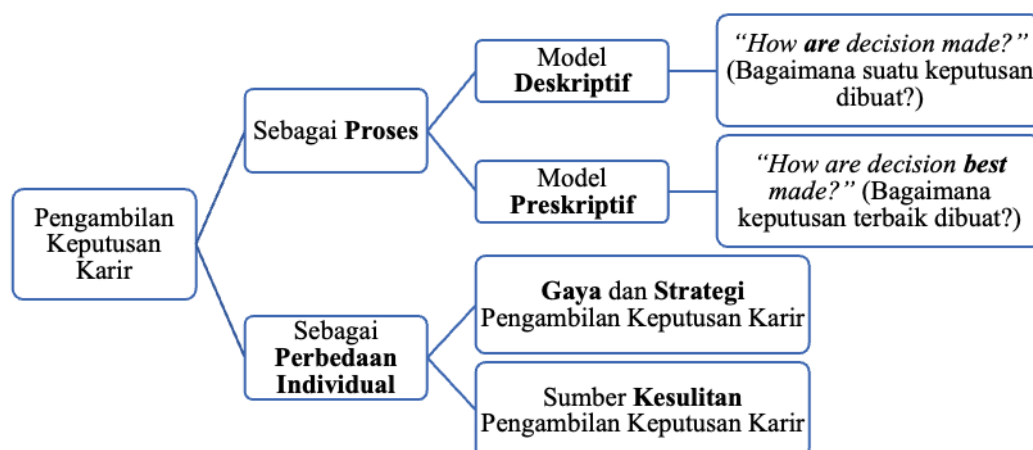 Pengambilan
Keputusan
Karir
Sebagai Proses
Model
Deskriptif
“How are decision made?”
(Bagaimana suatu keputusan
dibuat?)
Model
Preskriptif
“How are decision best
made?” (Bagaimana
keputusan terbaik dibuat?)
Sebagai
Perbedaan
Individual
Gaya dan Strategi
Pengambilan Keputusan Karir
Sumber Kesulitan
Pengambilan Keputusan Karir